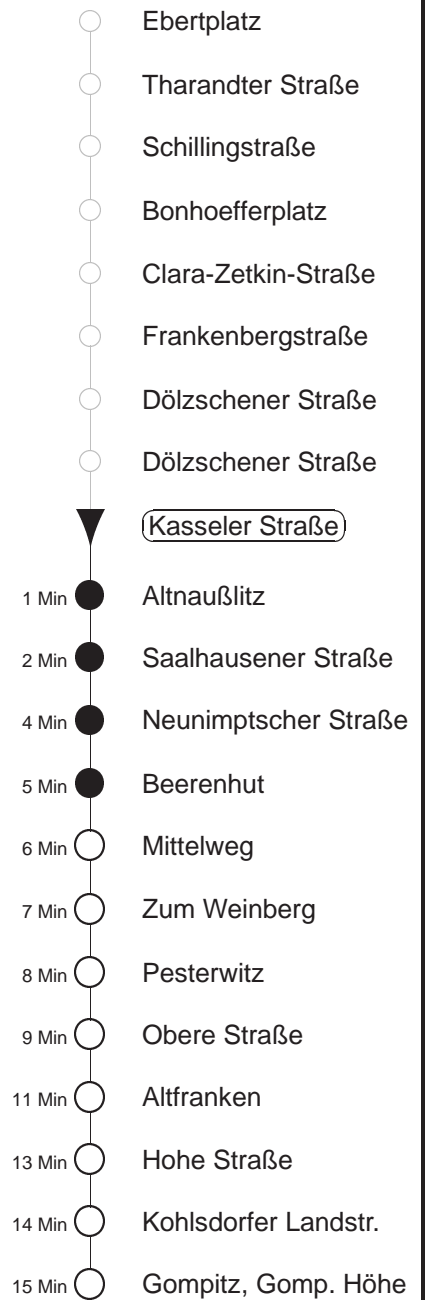 Ebertplatz
Tharandter Straße
Schillingstraße
Bonhoefferplatz
Clara-Zetkin-Straße
Frankenbergstraße
Dölzschener Straße
Dölzschener Straße
Kasseler Straße
1 Min Altnaußlitz
2 Min Saalhausener Straße
4 Min Neunimptscher Straße
5 Min Beerenhut
6 Min Mittelweg
7 Min Zum Weinberg
8 Min Pesterwitz
9 Min Obere Straße
11 Min Altfranken
13 Min Hohe Straße
14 Min Kohlsdorfer Landstr.
15 Min Gompitz, Gomp. Höhe